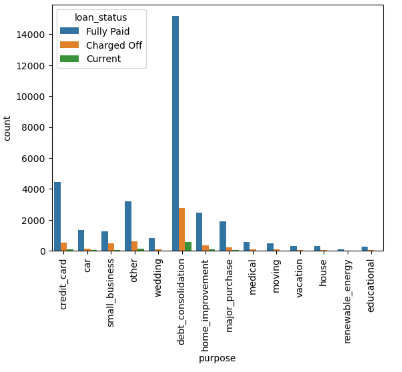 loan_status
Fully Paid
Charged Off
Current
14000
12000
10000
8000
6000
4000
2000
0
count
credit_card
car
small_business
other
wedding
debt_consolidation
home_improvement
major_purchase
medical
moving
vacation
house
renewable_energy
educational
purpose